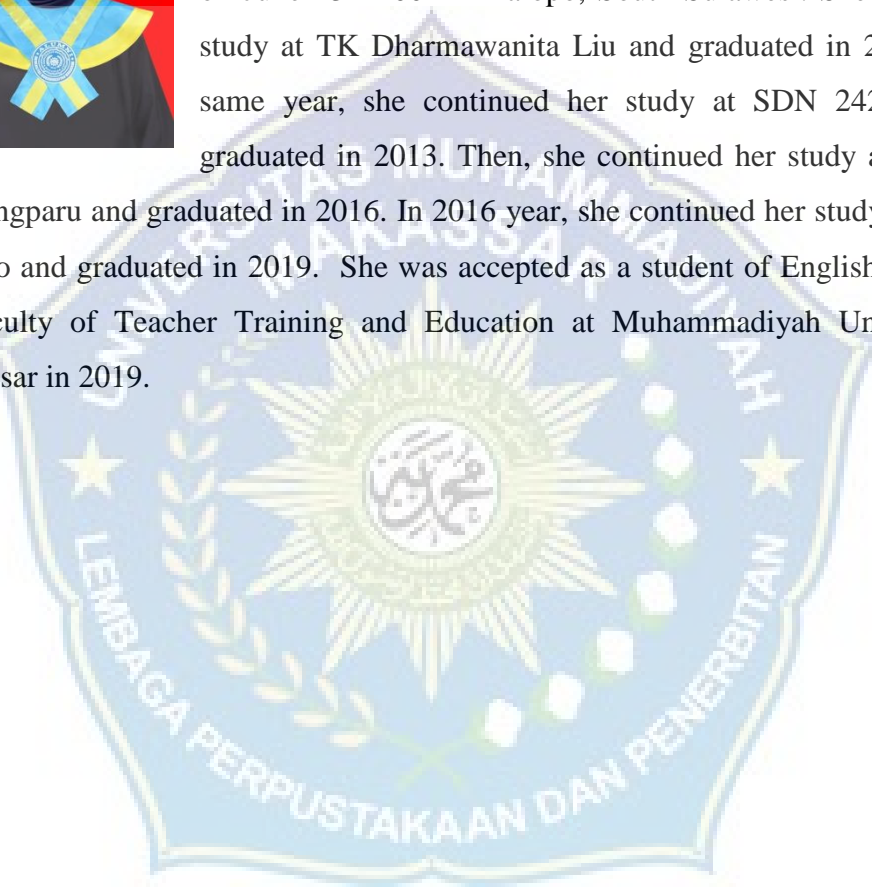 study at TK Dharmawanita Liu and graduated in 2
same year, she continued her study at SDN 242
graduated in 2013. Then, she continued her study a
ngparu and graduated in 2016. In 2016 year, she continued her study
o and graduated in 2019. She was accepted as a student of English
culty of Teacher Training and Education at Muhammadiyah Un
sar in 2019.
UNIVERSITAS MUHAMMADIYAH
MAKASSAR
LEMBAGA PERPUSTAKAAN DAN PENERBITAN